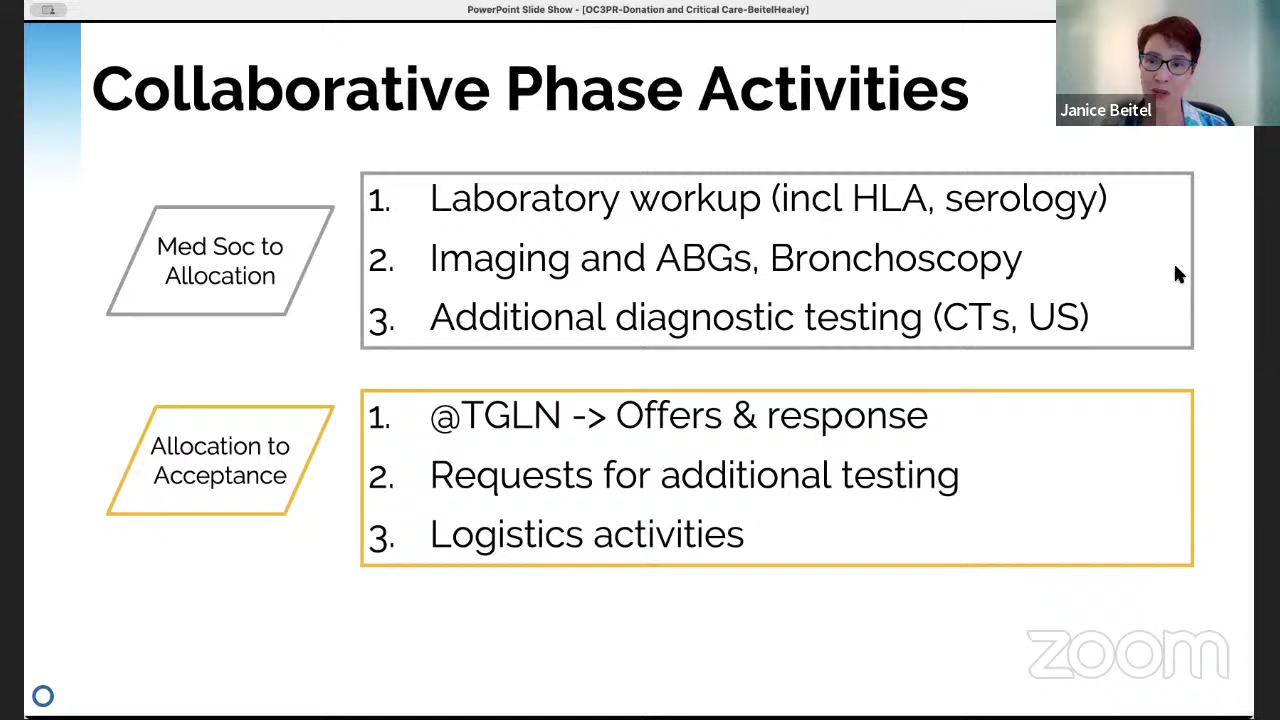 PowerPoint Slide Show - [OC3PR-Donation and Critical Care-BeitelHealey]
Collaborative Phase Activities
Janice Beitel
Med Soc to
Allocation
1. Laboratory workup (incl HLA, serology)
2. Imaging and ABGs, Bronchoscopy
3. Additional diagnostic testing (CTs, US)
Allocation to
Acceptance
1. @TGLN -> Offers & response
2. Requests for additional testing
3. Logistics activities
zoom